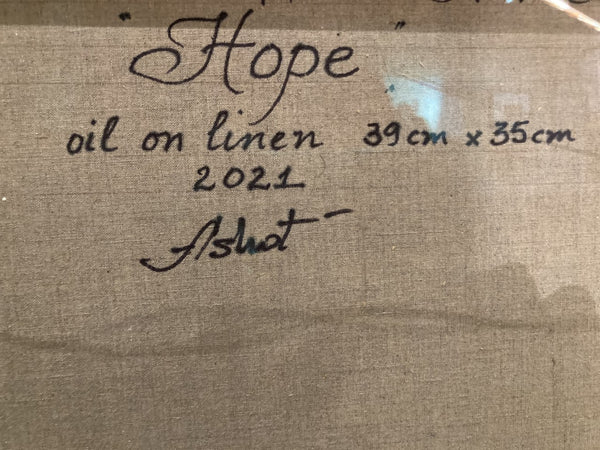 "Hope"
oil on linen 39cm x 35cm
2021
Ashot